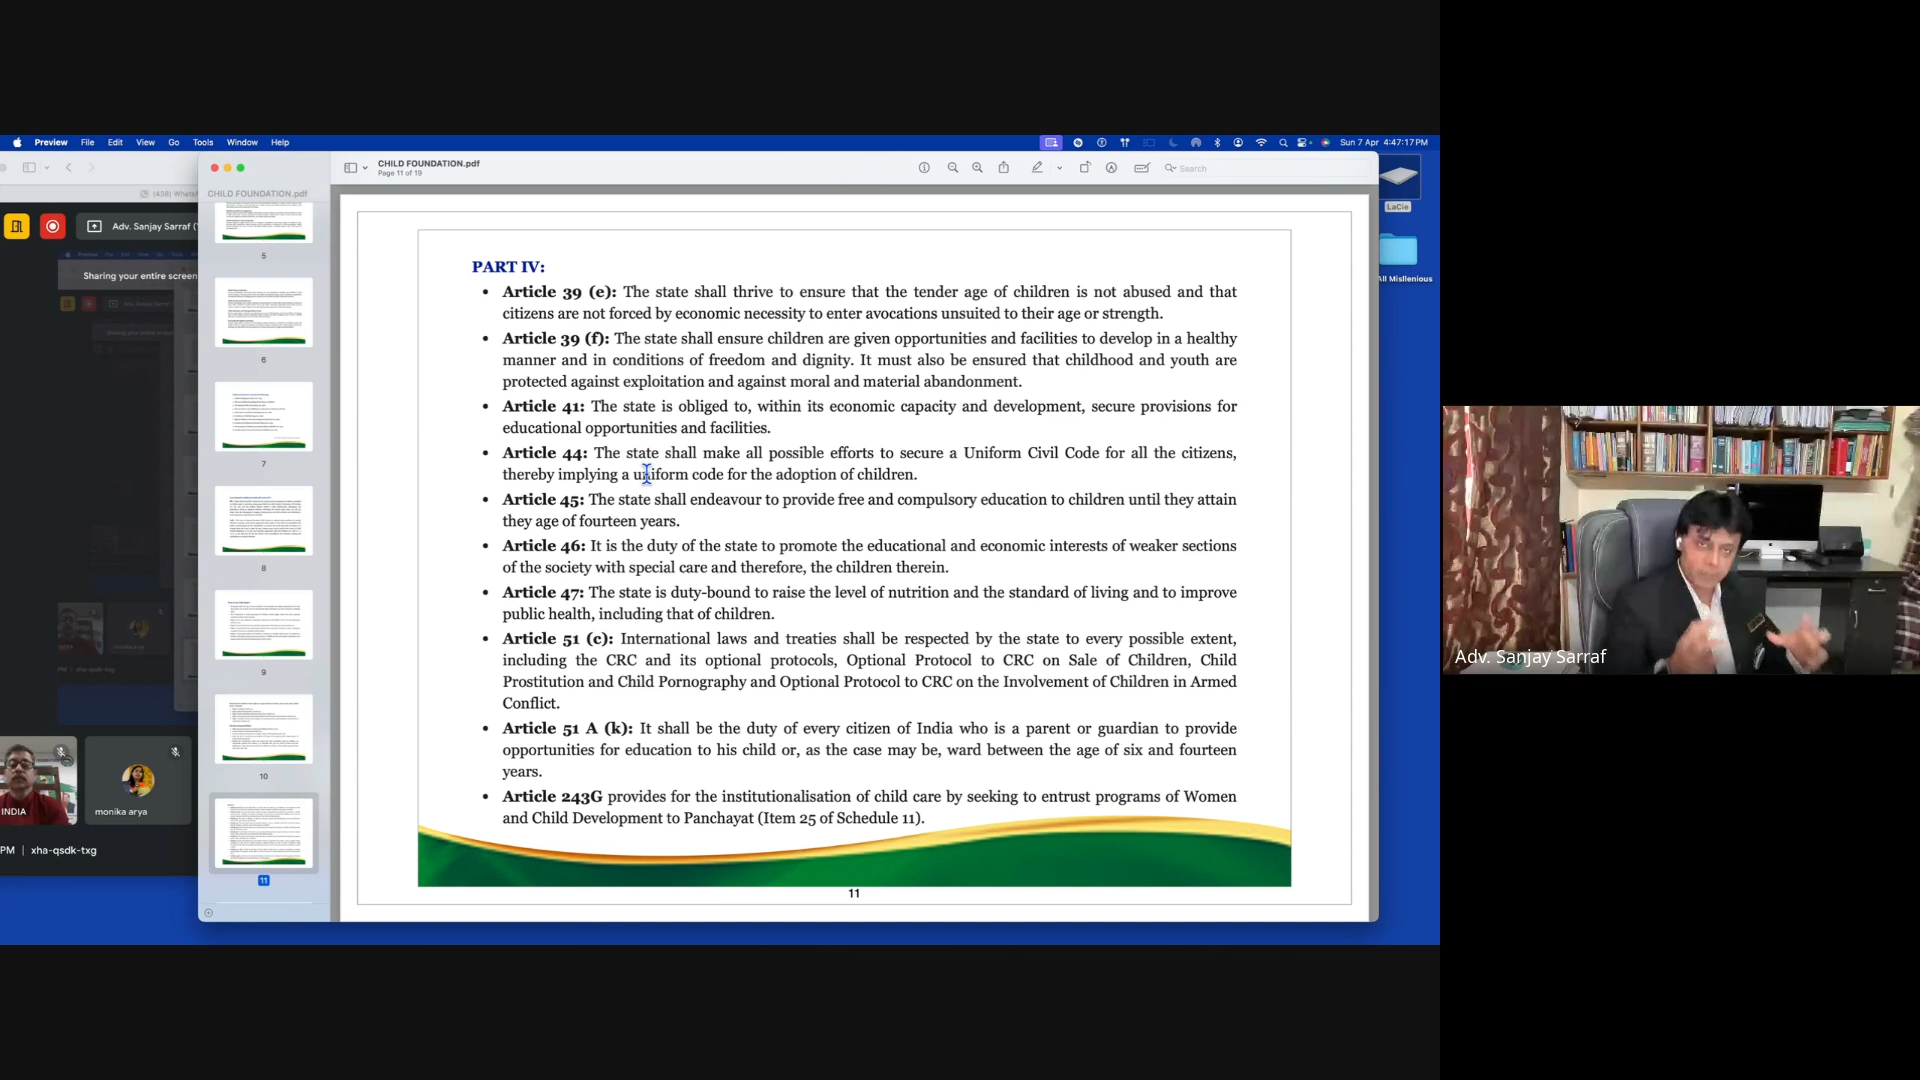 Preview File Edit View Go Tools Window Help
Sun 7 Apr 4:47:17 PM
CHILD FOUNDATION.pdf
Page 11 of 19
Search
LaCie
All Mislienious
(438) Whats
CHILD FOUNDATION.pdf
Adv. Sanjay Sarraf (
Sharing your entire screen
5
6
7
8
9
10
11
INDIA
monika arya
PM | xha-qsdk-txg
PART IV:
• Article 39 (e): The state shall thrive to ensure that the tender age of children is not abused and that
citizens are not forced by economic necessity to enter avocations unsuited to their age or strength.
• Article 39 (f): The state shall ensure children are given opportunities and facilities to develop in a healthy
manner and in conditions of freedom and dignity. It must also be ensured that childhood and youth are
protected against exploitation and against moral and material abandonment.
• Article 41: The state is obliged to, within its economic capacity and development, secure provisions for
educational opportunities and facilities.
• Article 44: The state shall make all possible efforts to secure a Uniform Civil Code for all the citizens,
thereby implying a uniform code for the adoption of children.
• Article 45: The state shall endeavour to provide free and compulsory education to children until they attain
they age of fourteen years.
• Article 46: It is the duty of the state to promote the educational and economic interests of weaker sections
of the society with special care and therefore, the children therein.
• Article 47: The state is duty-bound to raise the level of nutrition and the standard of living and to improve
public health, including that of children.
• Article 51 (c): International laws and treaties shall be respected by the state to every possible extent,
including the CRC and its optional protocols, Optional Protocol to CRC on Sale of Children, Child
Prostitution and Child Pornography and Optional Protocol to CRC on the Involvement of Children in Armed
Conflict.
• Article 51 A (k): It shall be the duty of every citizen of India who is a parent or guardian to provide
opportunities for education to his child or, as the case may be, ward between the age of six and fourteen
years.
• Article 243G provides for the institutionalisation of child care by seeking to entrust programs of Women
and Child Development to Panchayat (Item 25 of Schedule 11).
11
Adv. Sanjay Sarraf